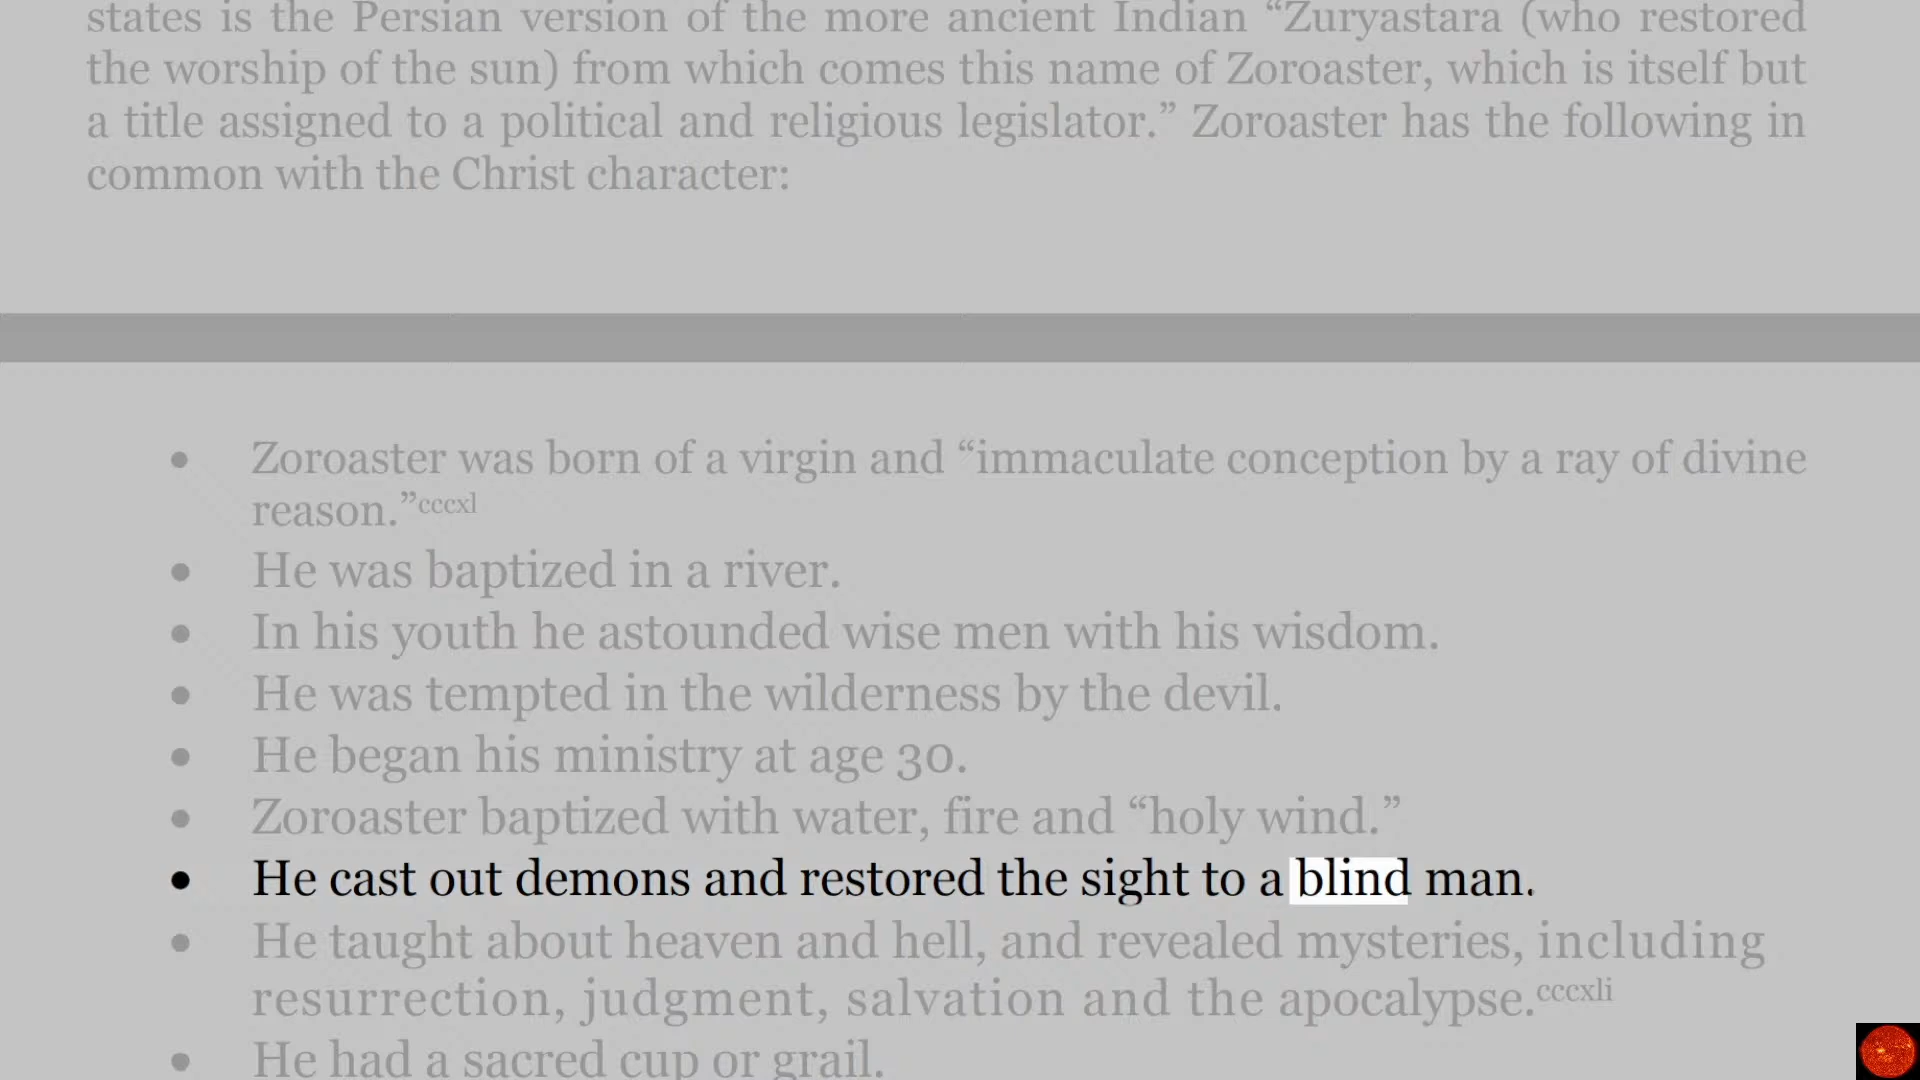 states is the Persian version of the more ancient Indian “Zuryastara (who restored
the worship of the sun) from which comes this name of Zoroaster, which is itself but
a title assigned to a political and religious legislator.” Zoroaster has the following in
common with the Christ character:
• Zoroaster was born of a virgin and “immaculate conception by a ray of divine
reason.”cccxl
• He was baptized in a river.
• In his youth he astounded wise men with his wisdom.
• He was tempted in the wilderness by the devil.
• He began his ministry at age 30.
• Zoroaster baptized with water, fire and “holy wind.”
• He cast out demons and restored the sight to a blind man.
• He taught about heaven and hell, and revealed mysteries, including
resurrection, judgment, salvation and the apocalypse.cccxli
• He had a sacred cup or grail.